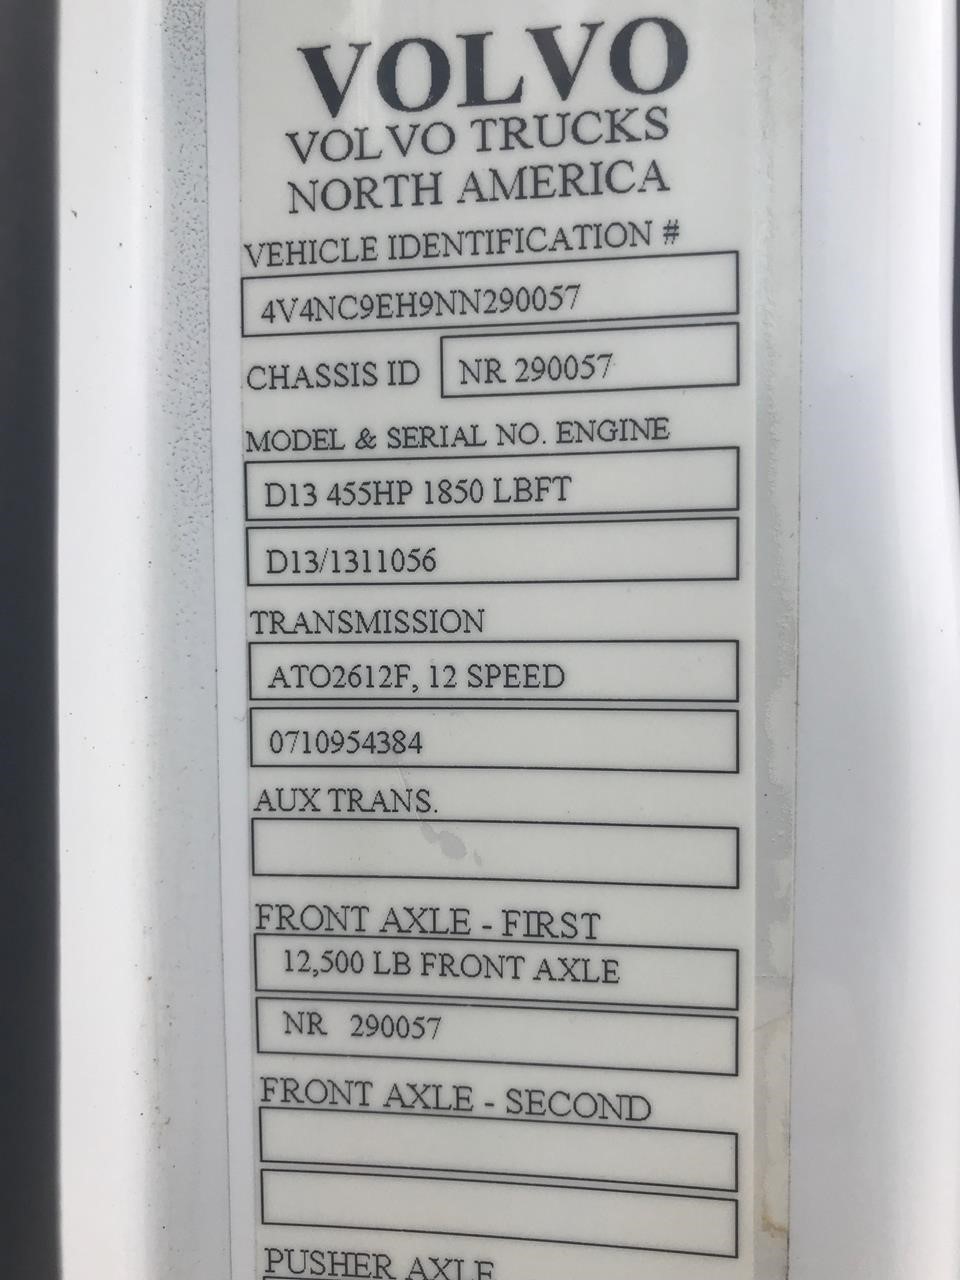 VOLVO
VOLVO TRUCKS
NORTH AMERICA
VEHICLE IDENTIFICATION #
4V4NC9EH9NN290057
CHASSIS ID NR 290057
MODEL & SERIAL NO. ENGINE
D13 455HP 1850 LBFT
D13/1311056
TRANSMISSION
ATO2612F, 12 SPEED
0710954384
AUX TRANS.
FRONT AXLE - FIRST
12,500 LB FRONT AXLE
NR 290057
FRONT AXLE - SECOND
PUSHER AXLE